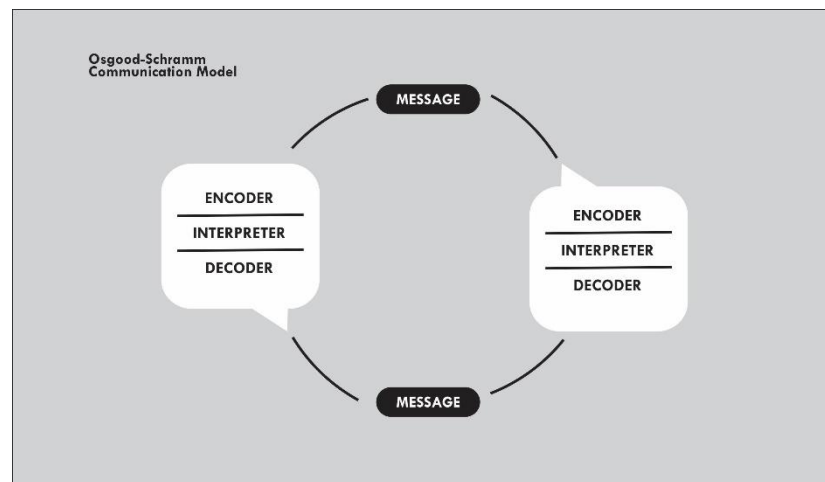 Osgood-Schramm
Communication Model
MESSAGE
ENCODER
INTERPRETER
DECODER
ENCODER
INTERPRETER
DECODER
MESSAGE